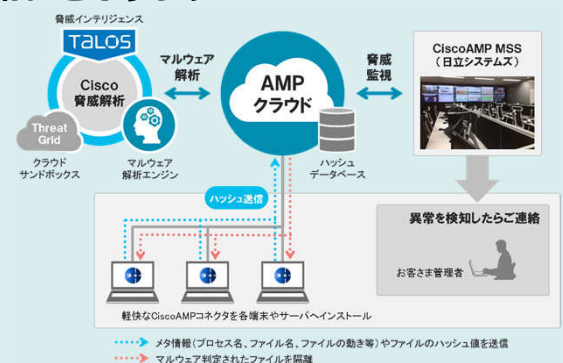 脅威インテリジェンス
TALOS
Cisco
脅威解析
Threat
Grid
クラウド
サンドボックス
マルウェア
解析エンジン
マルウェア
解析
AMP
クラウド
ハッシュ
データベース
脅威
監視
CiscoAMP MSS
(日立システムズ)
ハッシュ送信
異常を検知したらご連絡
お客さま管理者
軽快なCiscoAMPコネクタを各端末やサーバへインストール
メタ情報(プロセス名、ファイル名、ファイルの動き等)やファイルのハッシュ値を送信
マルウェア判定されたファイルを隔離